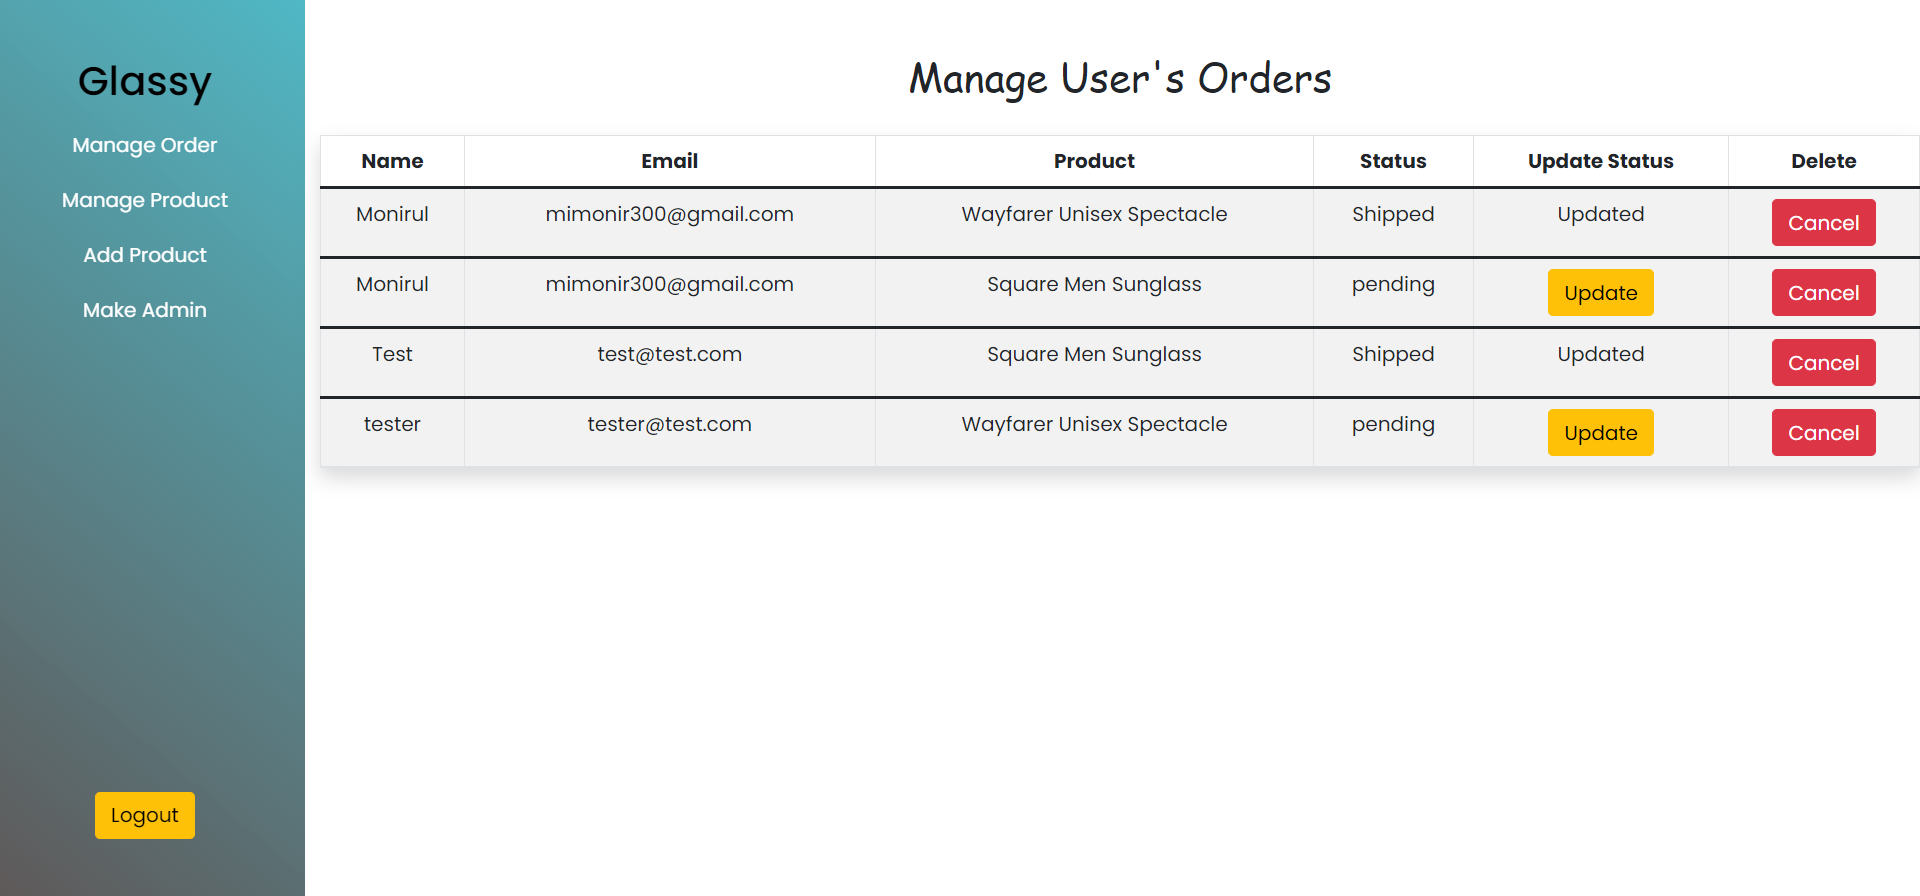 Glassy
Manage Order
Manage Product
Add Product
Make Admin
Logout
Manage User's Orders
Name Email Product Status Update Status Delete
Monirul mimonir300@gmail.com Wayfarer Unisex Spectacle Shipped Updated Cancel
Monirul mimonir300@gmail.com Square Men Sunglass pending Update Cancel
Test test@test.com Square Men Sunglass Shipped Updated Cancel
tester tester@test.com Wayfarer Unisex Spectacle pending Update Cancel